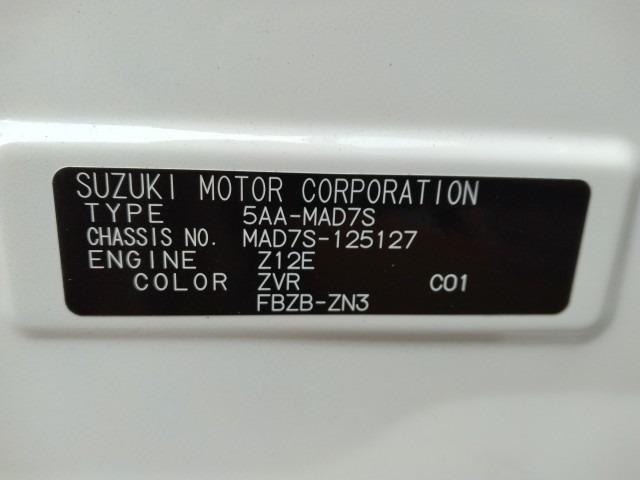 SUZUKI MOTOR CORPORATION
TYPE 5AA-MAD7S
CHASSIS NO. MAD7S-125127
ENGINE Z12E
COLOR ZVR C01
FBZB-ZN3